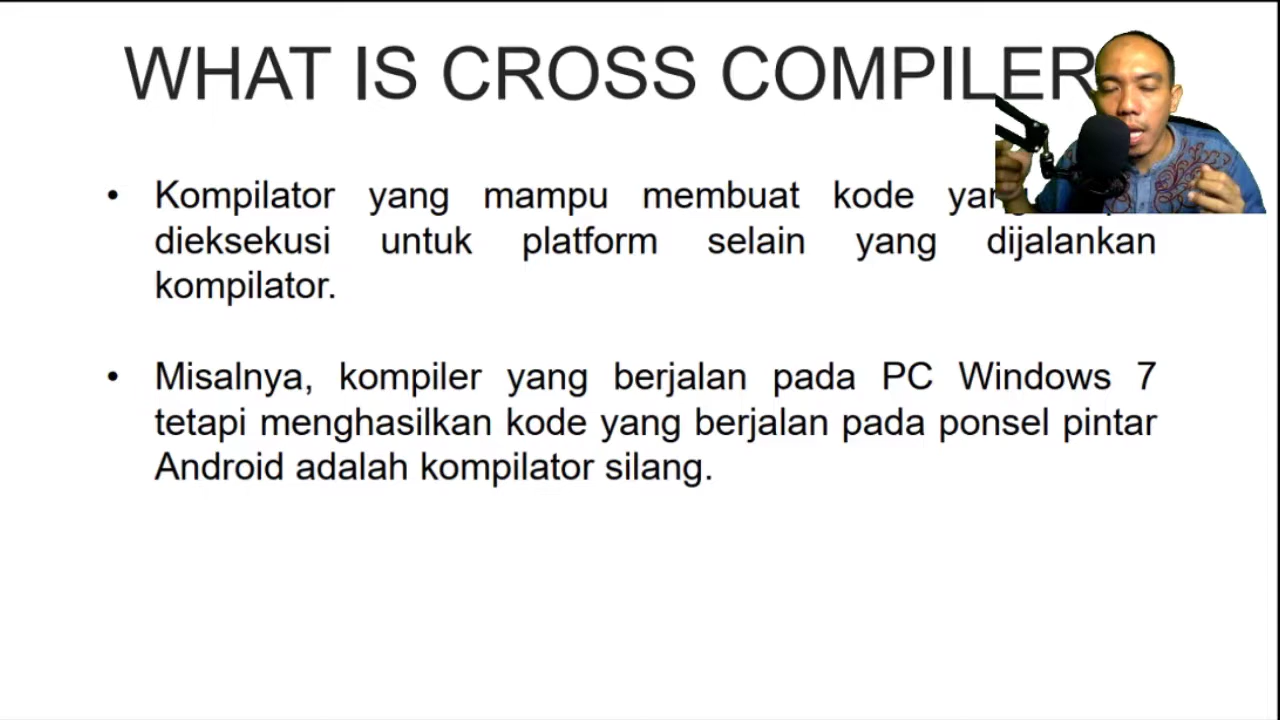 WHAT IS CROSS COMPILER
• Kompilator yang mampu membuat kode
dieksekusi untuk platform selain yang dijalankan
kompilator.
• Misalnya, kompiler yang berjalan pada PC Windows 7
tetapi menghasilkan kode yang berjalan pada ponsel pintar
Android adalah kompilator silang.